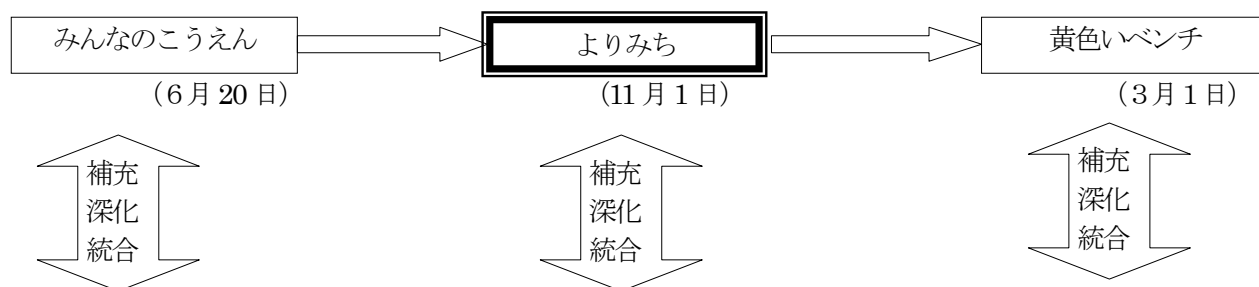 みんなのこうえん
よりみち
黄色いベンチ
(6月20日)
(11月1日)
(3月1日)
補充
深化
統合
補充
深化
統合
補充
深化
統合